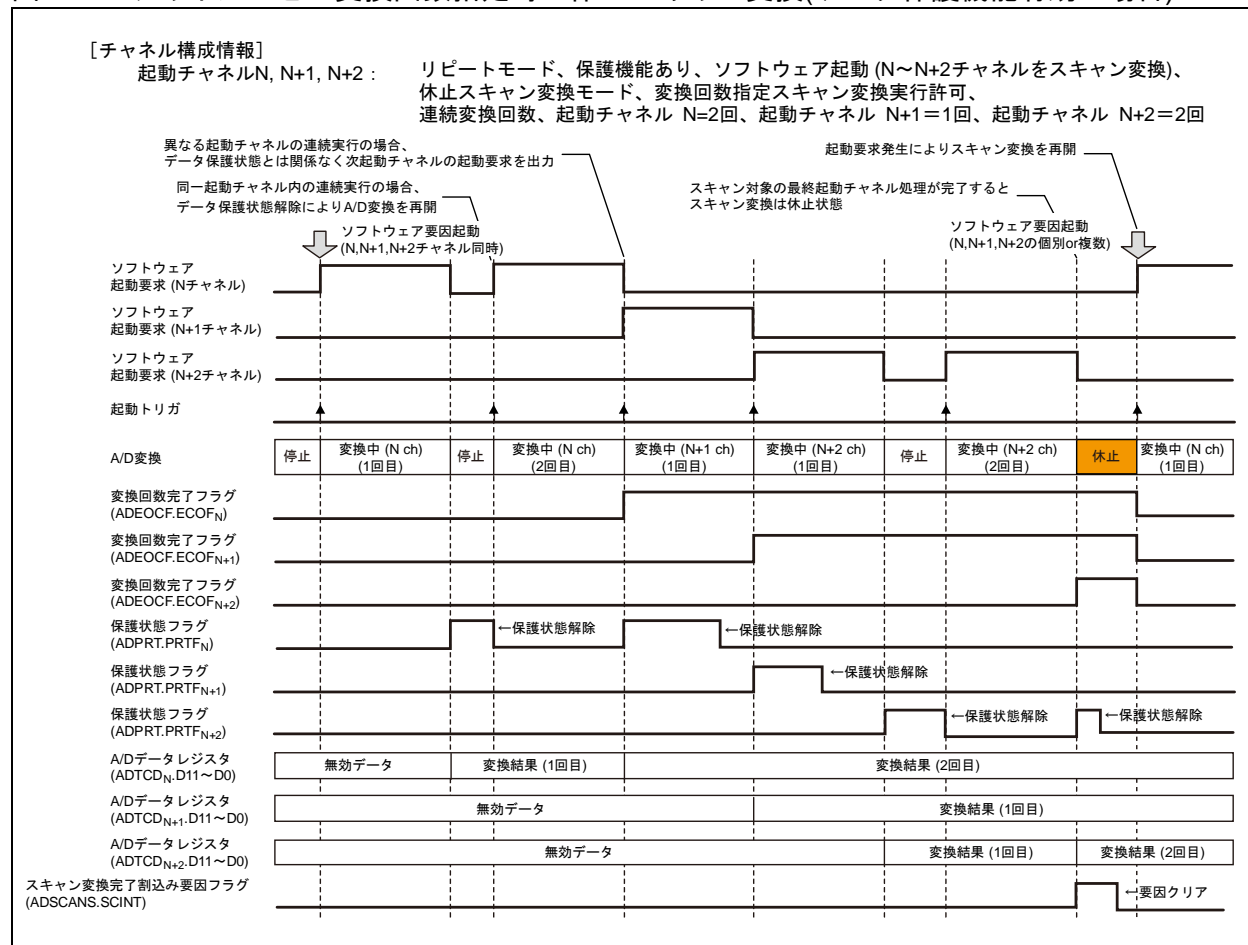 [チャネル構成情報]
起動チャネルN, N+1, N+2 :
リピートモード、保護機能あり、ソフトウェア起動 (N～N+2チャネルをスキャン変換)、
休止スキャン変換モード、変換回数指定スキャン変換実行許可、
連続変換回数、起動チャネル N=2回、起動チャネル N+1＝1回、起動チャネル N+2＝2回
異なる起動チャネルの連続実行の場合、
データ保護状態とは関係なく次起動チャネルの起動要求を出力
起動要求発生によりスキャン変換を再開
同一起動チャネル内の連続実行の場合、
データ保護状態解除によりA/D変換を再開
スキャン対象の最終起動チャネル処理が完了すると
スキャン変換は休止状態
ソフトウェア要因起動
(N,N+1,N+2チャネル同時)
ソフトウェア要因起動
(N,N+1,N+2の個別or複数)
ソフトウェア
起動要求 (Nチャネル)
ソフトウェア
起動要求 (N+1チャネル)
ソフトウェア
起動要求 (N+2チャネル)
起動トリガ
A/D変換
停止
変換中 (N ch)
(1回目)
停止
変換中 (N ch)
(2回目)
変換中 (N+1 ch)
(1回目)
変換中 (N+2 ch)
(1回目)
停止
変換中 (N+2 ch)
(2回目)
休止
変換中 (N ch)
(1回目)
変換回数完了フラグ
(ADEOCF.ECOFN)
変換回数完了フラグ
(ADEOCF.ECOFN+1)
変換回数完了フラグ
(ADEOCF.ECOFN+2)
保護状態フラグ
(ADPRT.PRTFN)
←保護状態解除
←保護状態解除
保護状態フラグ
(ADPRT.PRTFN+1)
←保護状態解除
保護状態フラグ
(ADPRT.PRTFN+2)
←保護状態解除
←保護状態解除
A/Dデータレジスタ
(ADTCDN.D11～D0)
無効データ
変換結果 (1回目)
変換結果 (2回目)
A/Dデータレジスタ
(ADTCDN+1.D11～D0)
無効データ
変換結果 (1回目)
A/Dデータレジスタ
(ADTCDN+2.D11～D0)
無効データ
変換結果 (1回目)
変換結果 (2回目)
スキャン変換完了割込み要因フラグ
(ADSCANS.SCINT)
←要因クリア